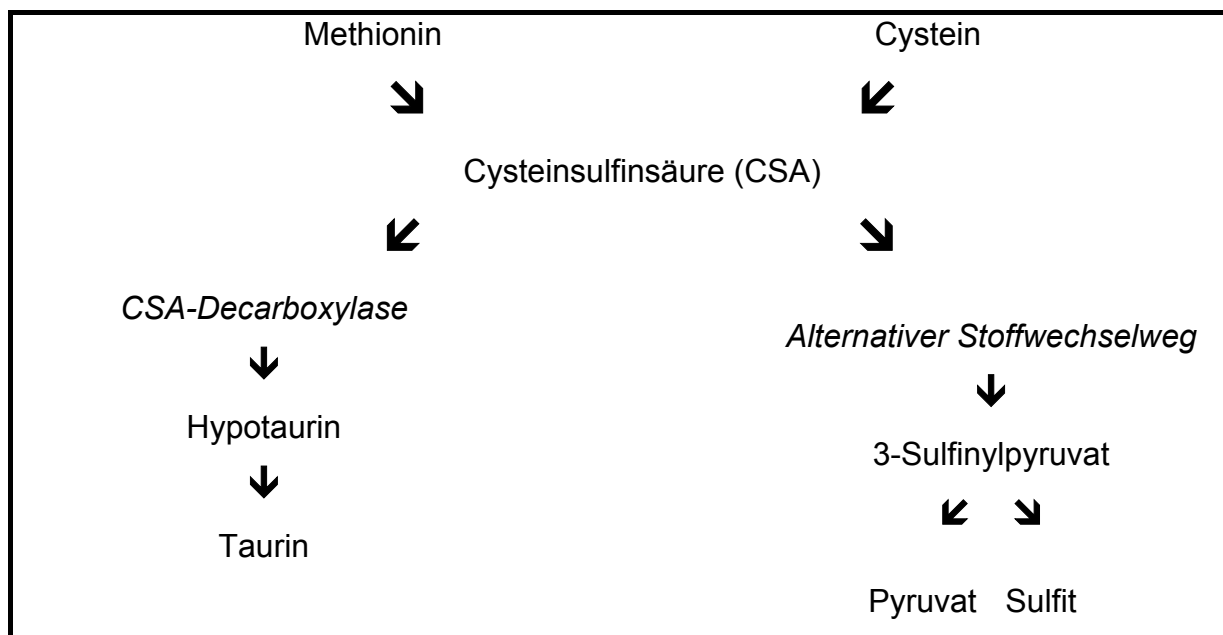 Methionin Cystein
Cysteinsulfinsäure (CSA)
CSA-Decarboxylase
Alternativer Stoffwechselweg
Hypotaurin
3-Sulfinylpyruvat
Taurin
Pyruvat Sulfit